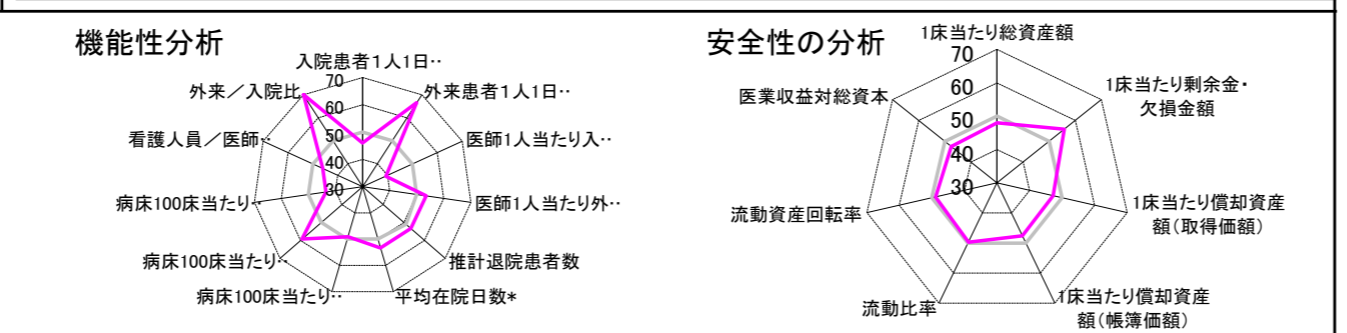 機能性分析
入院患者1人1日‥
外来患者1人1日‥
医師1人当たり入‥
医師1人当たり外‥
推計退院患者数
平均在院日数*
病床100床当たり‥
病床100床当たり‥
病床100床当たり‥
看護人員／医師‥
外来／入院比
70
60
50
40
30
安全性の分析
1床当たり総資産額
1床当たり剰余金・
欠損金額
1床当たり償却資産
額(取得価額)
1床当たり償却資産
額(帳簿価額)
流動比率
流動資産回転率
医業収益対総資本
70
60
50
40
30